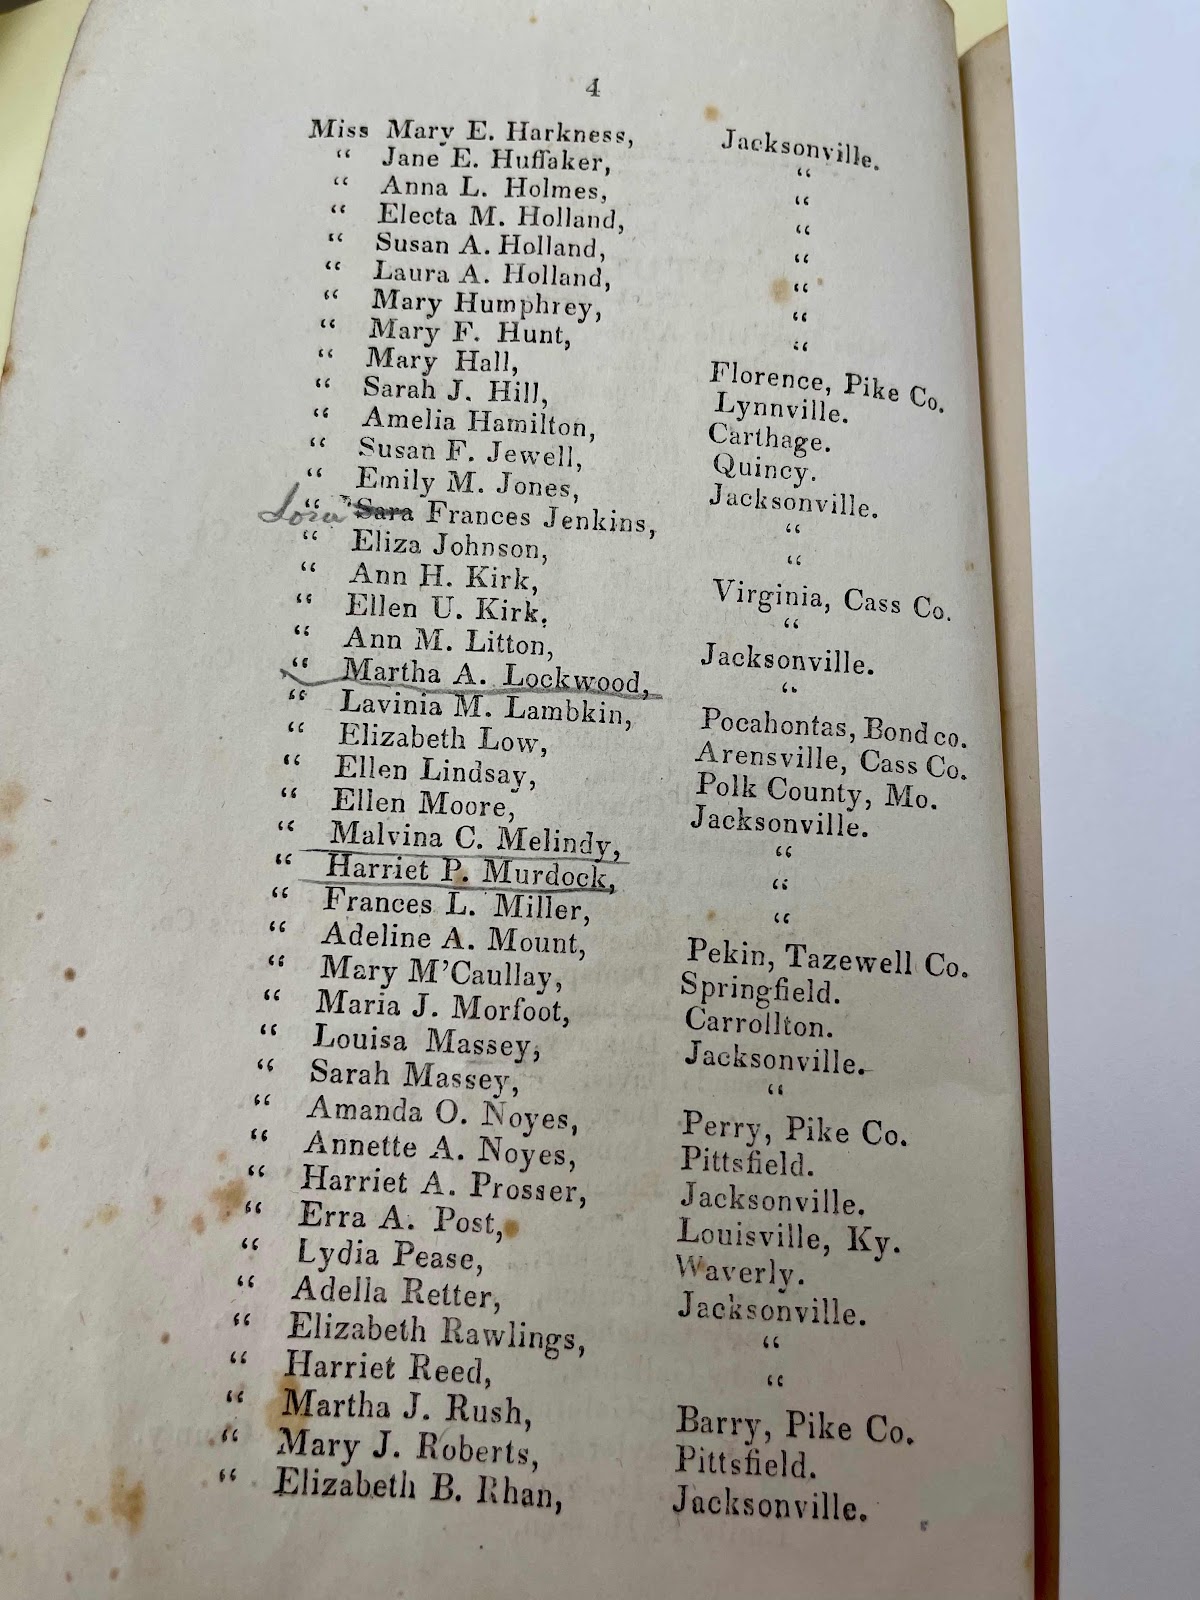 4
Miss Mary E. Harkness, Jacksonville.
“ Jane E. Huffaker, “
“ Anna L. Holmes, “
“ Electa M. Holland, “
“ Susan A. Holland, “
“ Laura A. Holland, “
“ Mary Humphrey, “
“ Mary F. Hunt, “
“ Mary Hall, Florence, Pike Co.
“ Sarah J. Hill, Lynnville.
“ Amelia Hamilton, Carthage.
“ Susan F. Jewell, Quincy.
“ Emily M. Jones, Jacksonville.
“ Sara Frances Jenkins, “
“ Eliza Johnson, “
“ Ann H. Kirk, Virginia, Cass Co.
“ Ellen U. Kirk. “
“ Ann M. Litton, Jacksonville.
“ Martha A. Lockwood, “
“ Lavinia M. Lambkin, Pocahontas, Bond co.
“ Elizabeth Low, Arensville, Cass Co.
“ Ellen Lindsay, Polk County, Mo.
“ Ellen Moore, Jacksonville.
“ Malvina C. Melindy, “
“ Harriet P. Murdock, “
“ Frances L. Miller, “
“ Adeline A. Mount, Pekin, Tazewell Co.
“ Mary M'Caullay, Springfield.
“ Maria J. Morfoot, Carrollton.
“ Louisa Massey, Jacksonville.
“ Sarah Massey, “
“ Amanda O. Noyes, Perry, Pike Co.
“ Annette A. Noyes, Pittsfield.
“ Harriet A. Prosser, Jacksonville.
“ Erra A. Post, Louisville, Ky.
“ Lydia Pease, Waverly.
“ Adella Retter, Jacksonville.
“ Elizabeth Rawlings, “
“ Harriet Reed, “
“ Martha J. Rush, Barry, Pike Co.
“ Mary J. Roberts, Pittsfield.
“ Elizabeth B. Rhan, Jacksonville.